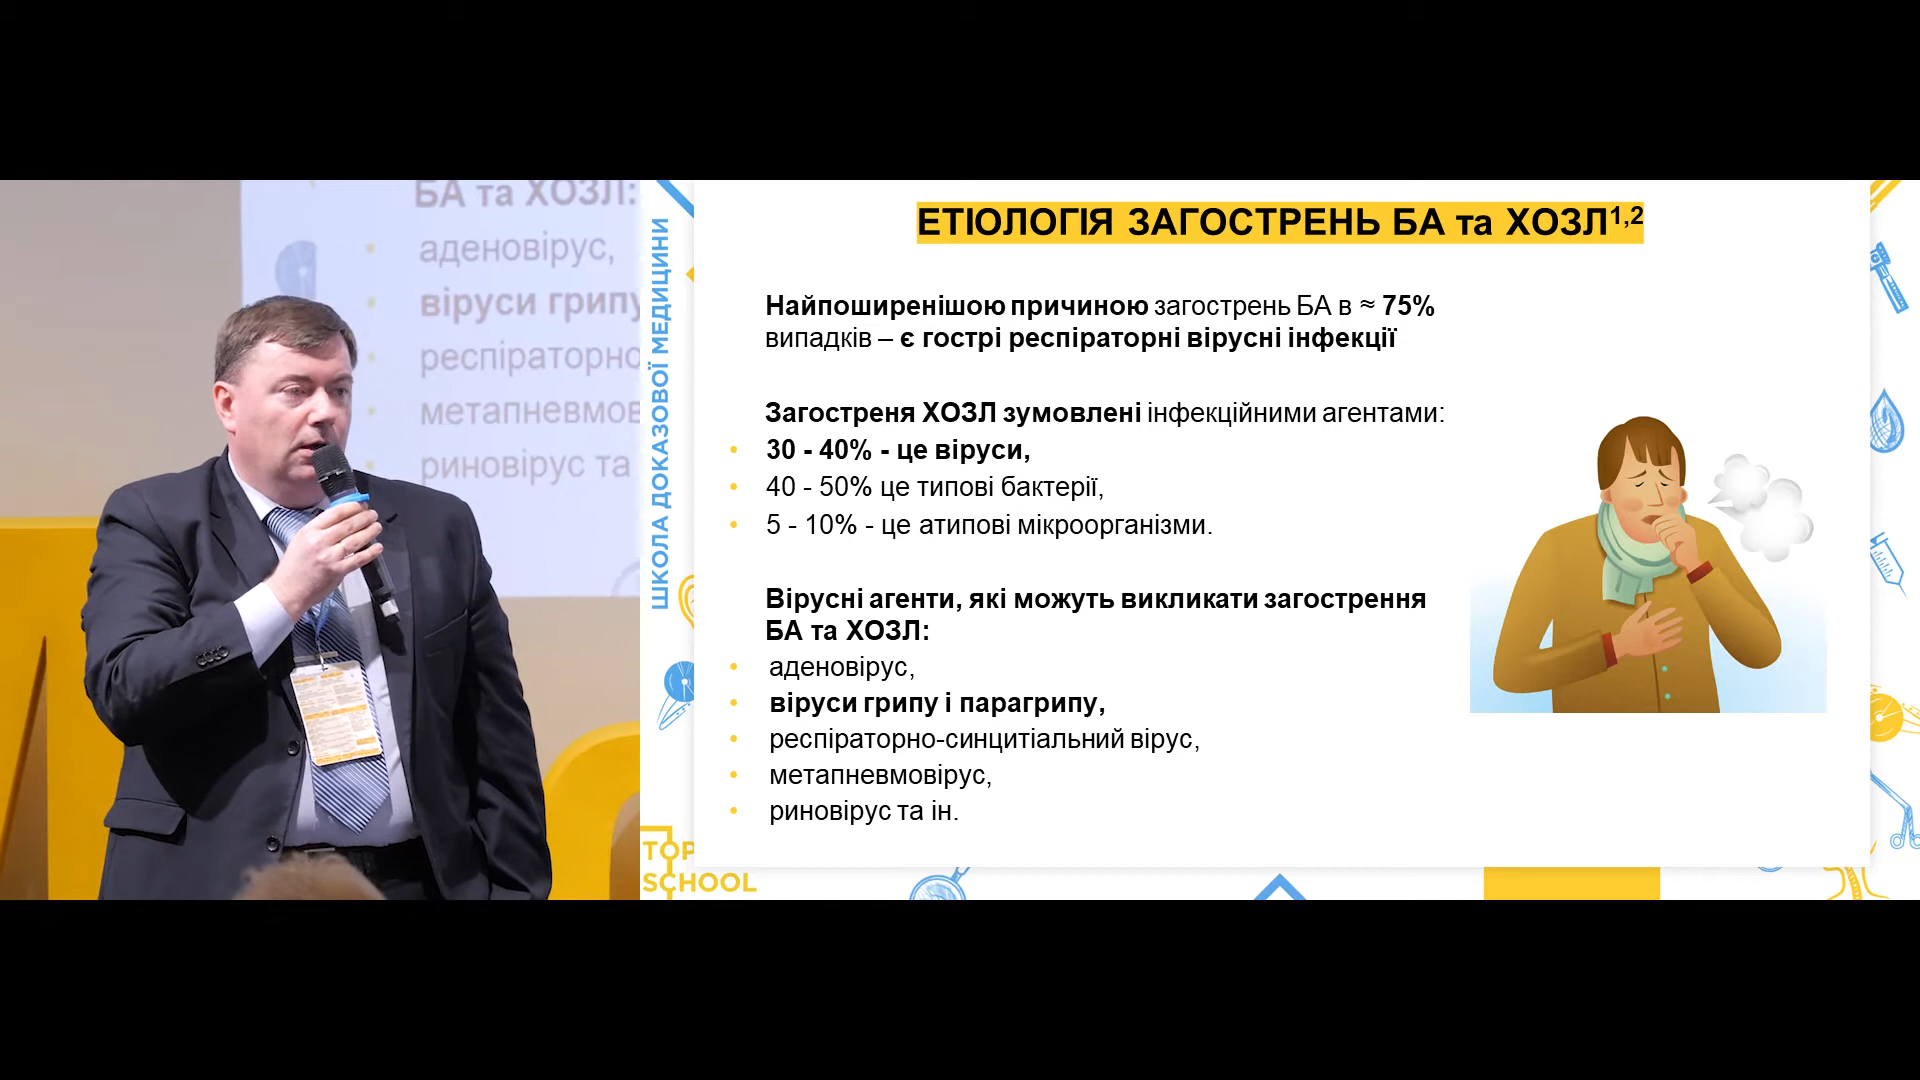 БА та ХОЗЛ:
аденовірус,
віруси грипу
респіраторно
метапневмов
риновірус та
ШКОЛА ДОКАЗОВОЇ МЕДИЦИНИ
ЕТІОЛОГІЯ ЗАГОСТРЕНЬ БА та ХОЗЛ1,2
Найпоширенішою причиною загострень БА в ≈ 75%
випадків – є гострі респіраторні вірусні інфекції
Загостреня ХОЗЛ зумовлені інфекційними агентами:
• 30 - 40% - це віруси,
• 40 - 50% це типові бактерії,
• 5 - 10% - це атипові мікроорганізми.
Вірусні агенти, які можуть викликати загострення
БА та ХОЗЛ:
• аденовірус,
• віруси грипу і парагрипу,
• респіраторно-синцитіальний вірус,
• метапневмовірус,
• риновірус та ін.
TOP
SCHOOL